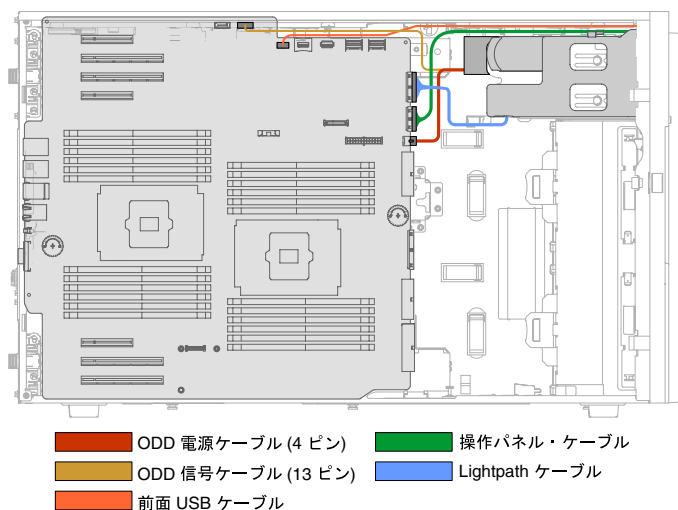 ODD 電源ケーブル (4 ピン)
操作パネル・ケーブル
ODD 信号ケーブル (13 ピン)
Lightpath ケーブル
前面 USB ケーブル